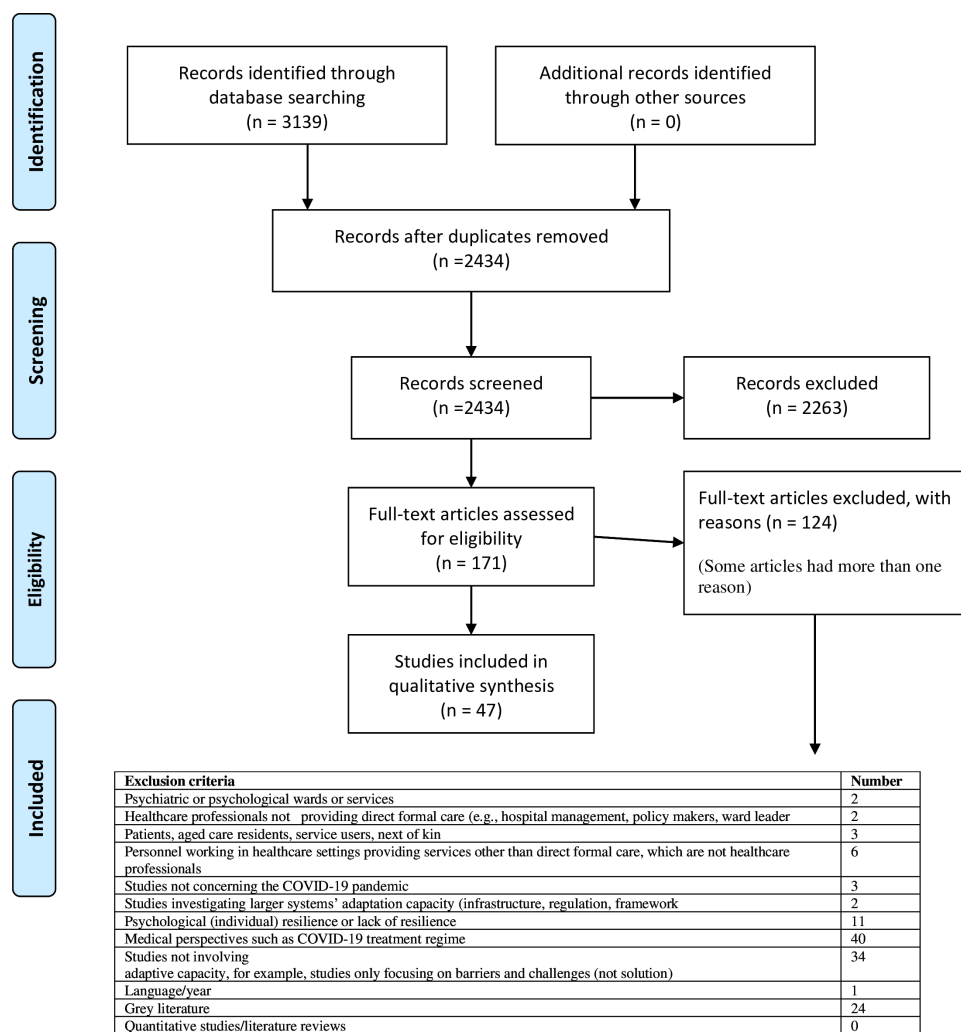 Identification
Records identified through
database searching
(n = 3139)
Additional records identified
through other sources
(n = 0)
Records after duplicates removed
(n =2434)
Screening
Records screened
(n =2434)
Records excluded
(n = 2263)
Eligibility
Full-text articles assessed
for eligibility
(n = 171)
Full-text articles excluded, with
reasons (n = 124)
(Some articles had more than one
reason)
Studies included in
qualitative synthesis
(n = 47)
Included
Exclusion criteria Number
Psychiatric or psychological wards or services 2
Healthcare professionals not providing direct formal care (e.g., hospital management, policy makers, ward leader 2
Patients, aged care residents, service users, next of kin 3
Personnel working in healthcare settings providing services other than direct formal care, which are not healthcare 6
professionals
Studies not concerning the COVID-19 pandemic 3
Studies investigating larger systems' adaptation capacity (infrastructure, regulation, framework 2
Psychological (individual) resilience or lack of resilience 11
Medical perspectives such as COVID-19 treatment regime 40
Studies not involving 34
adaptive capacity, for example, studies only focusing on barriers and challenges (not solution)
Language/year 1
Grey literature 24
Quantitative studies/literature reviews 0